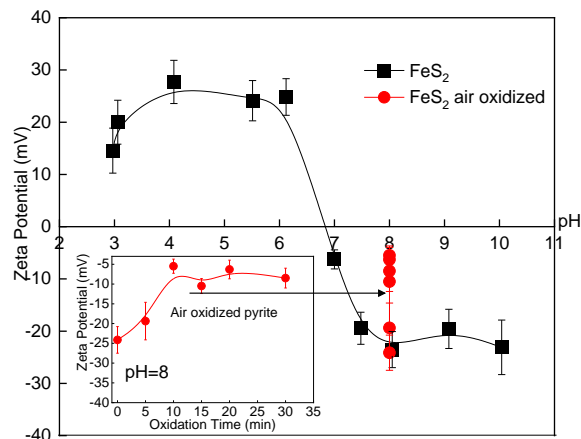 40
30
20
10
0
-10
-20
-30
-40
Zeta Potential (mV)
FeS₂
FeS₂ air oxidized
2 3 4 5 6 7 8 9 10 11
pH
-5
-10
-15
-20
-25
-30
-35
-40
Zeta Potential (mV)
Air oxidized pyrite
pH=8
0 5 10 15 20 25 30 35
Oxidation Time (min)